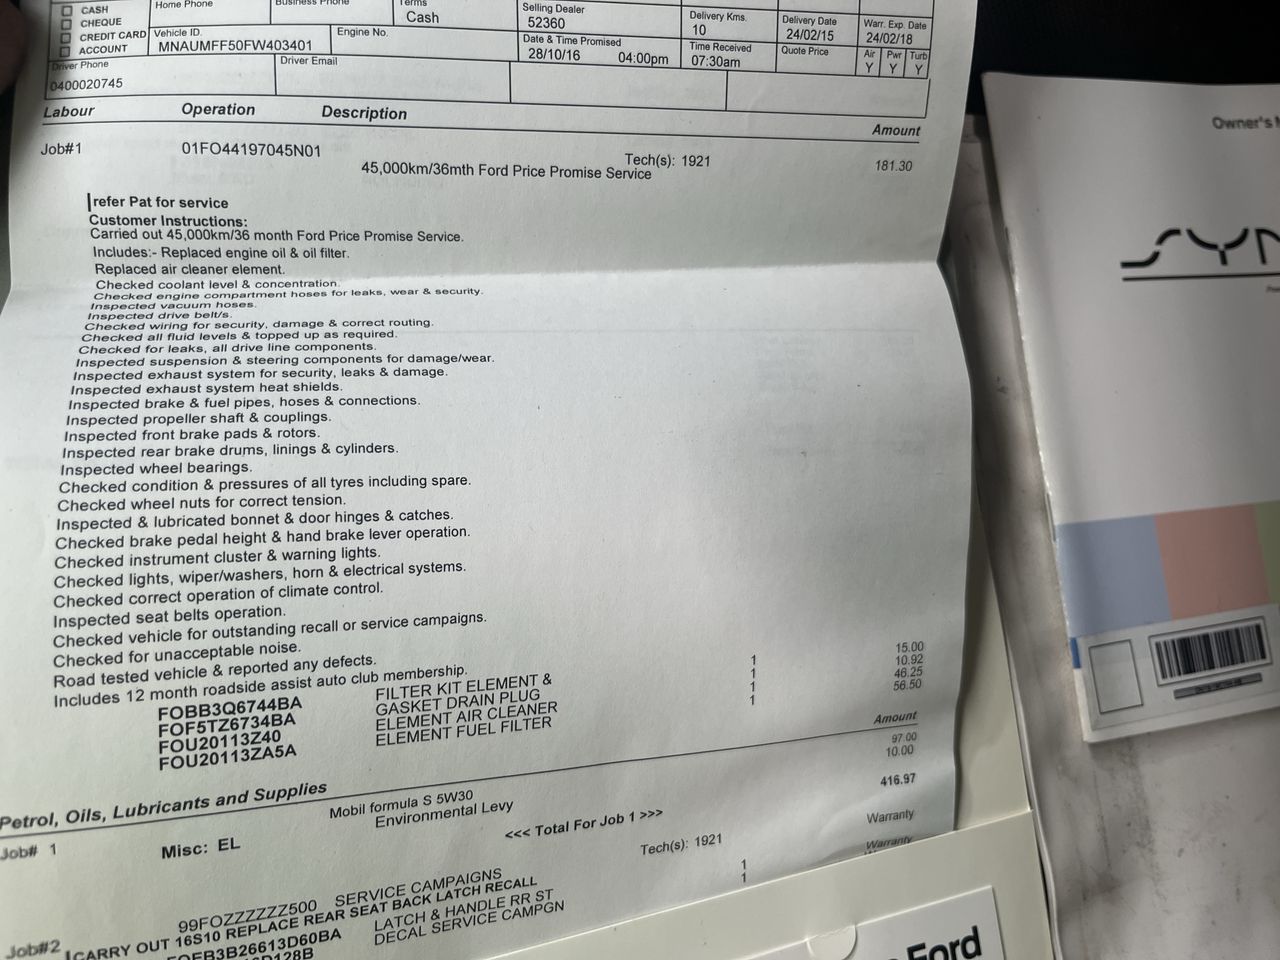 CASH
CHEQUE
CREDIT CARD
ACCOUNT
Home Phone
Business Phone
Terms
Cash
Selling Dealer
52360
Delivery Kms.
10
Delivery Date
24/02/15
Warr. Exp. Date
24/02/18
Vehicle ID.
MNAUMFF50FW403401
Engine No.
Date & Time Promised
28/10/16 04:00pm
Time Received
07:30am
Quote Price
Air Pwr Turb
Y Y Y
Driver Phone
0400020745
Driver Email
Labour Operation Description Amount
Job#1 01FO44197045N01 Tech(s): 1921
45,000km/36mth Ford Price Promise Service 181.30
refer Pat for service
Customer Instructions:
Carried out 45,000km/36 month Ford Price Promise Service.
Includes:- Replaced engine oil & oil filter.
Replaced air cleaner element.
Checked coolant level & concentration.
Checked engine compartment hoses for leaks, wear & security.
Inspected vacuum hoses.
Inspected drive belt/s.
Checked wiring for security, damage & correct routing.
Checked all fluid levels & topped up as required.
Checked for leaks, all drive line components.
Inspected suspension & steering components for damage/wear.
Inspected exhaust system for security, leaks & damage.
Inspected exhaust system heat shields.
Inspected brake & fuel pipes, hoses & connections.
Inspected propeller shaft & couplings.
Inspected front brake pads & rotors.
Inspected rear brake drums, linings & cylinders.
Inspected wheel bearings.
Checked condition & pressures of all tyres including spare.
Checked wheel nuts for correct tension.
Inspected & lubricated bonnet & door hinges & catches.
Checked brake pedal height & hand brake lever operation.
Checked instrument cluster & warning lights.
Checked lights, wiper/washers, horn & electrical systems.
Checked correct operation of climate control.
Inspected seat belts operation.
Checked vehicle for outstanding recall or service campaigns.
Checked for unacceptable noise.
Road tested vehicle & reported any defects.
Includes 12 month roadside assist auto club membership.
FOBB3Q6744BA FILTER KIT ELEMENT & 1 15.00
FOF5TZ6734BA GASKET DRAIN PLUG 1 10.92
FOU20113Z40 ELEMENT AIR CLEANER 1 46.25
FOU20113ZA5A ELEMENT FUEL FILTER 1 56.50
Petrol, Oils, Lubricants and Supplies Amount
Job# 1 Mobil formula S 5W30 97.00
Misc: EL Environmental Levy 10.00
<<< Total For Job 1 >>> 416.97
Tech(s): 1921 Warranty
Job#2 99FOZZZZZZ500 SERVICE CAMPAIGNS
CARRY OUT 16S10 REPLACE REAR SEAT BACK LATCH RECALL
LATCH & HANDLE RR ST 1 Warranty
DECAL SERVICE CAMPGN 1
Owner's
SYN
Ford